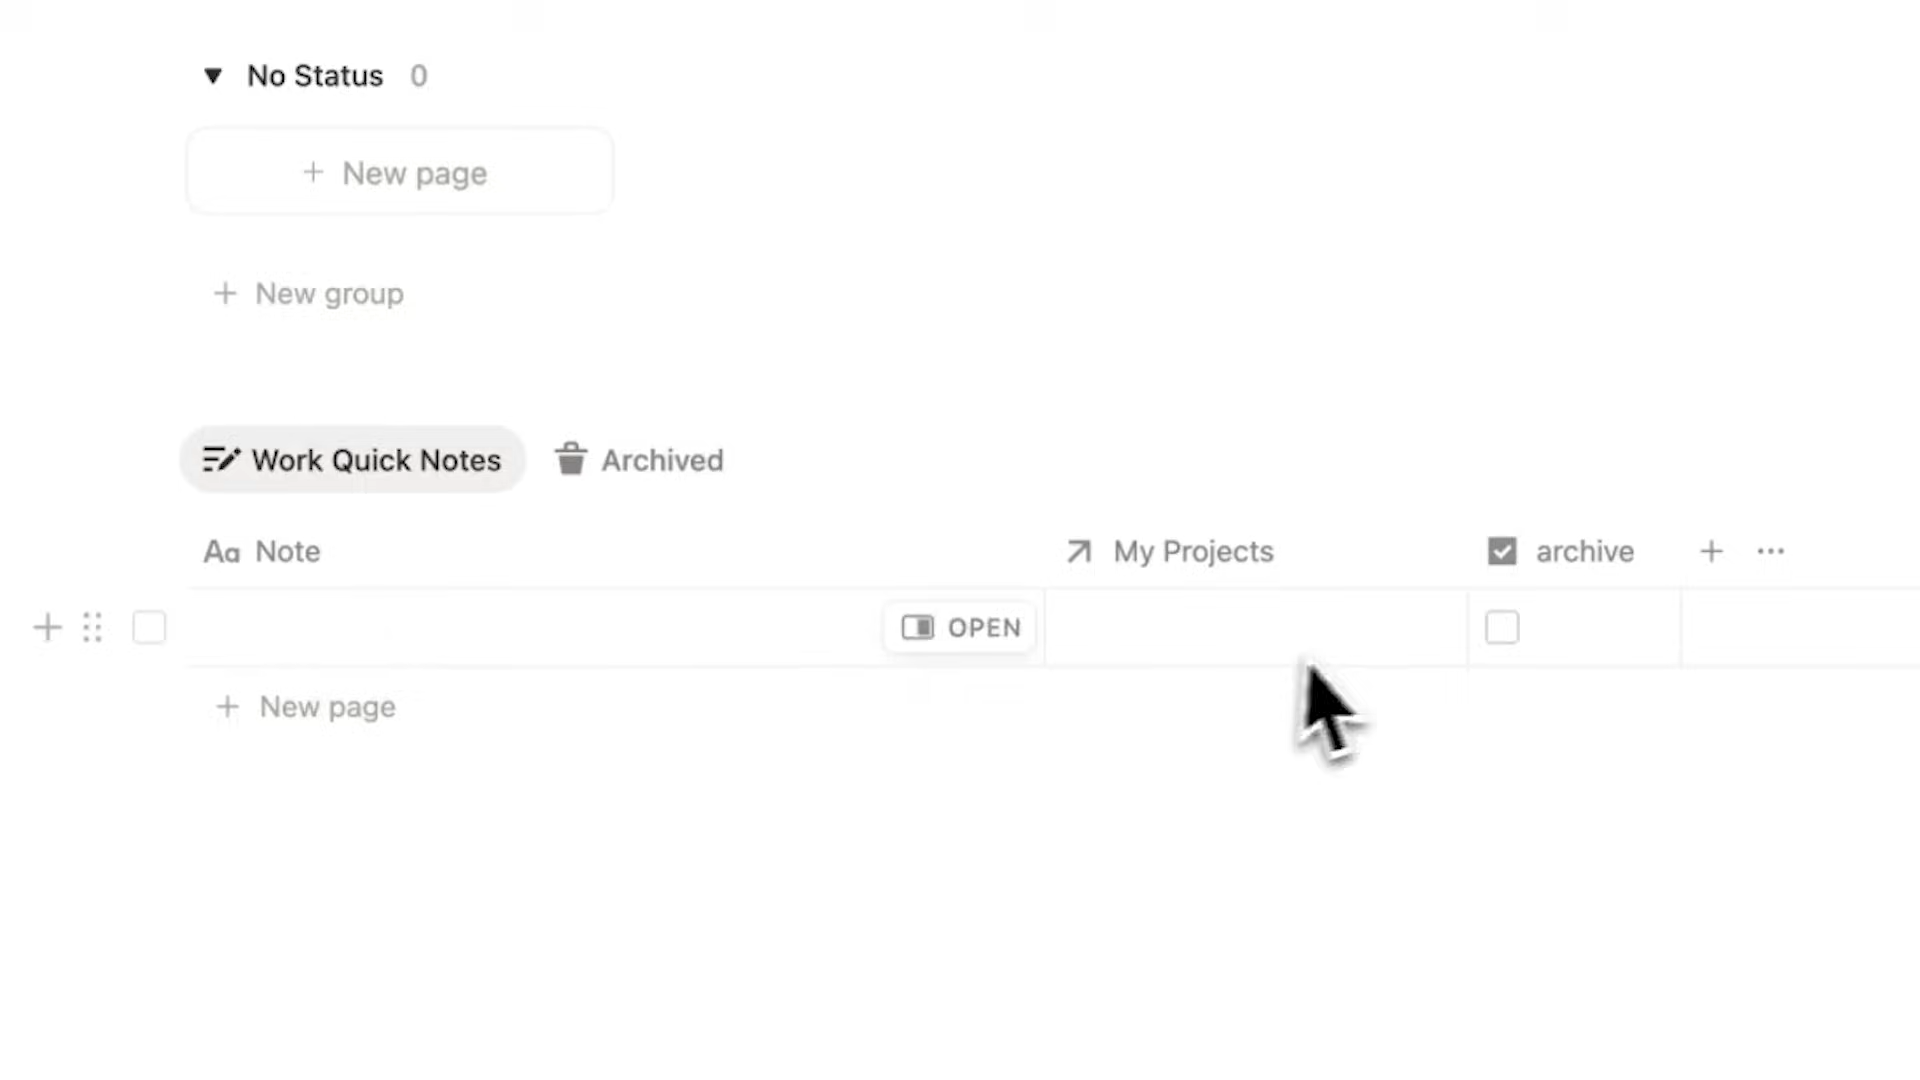 No Status 0
+ New page
+ New group
Work Quick Notes Archived
Aa Note My Projects archive + ...
OPEN
+ New page